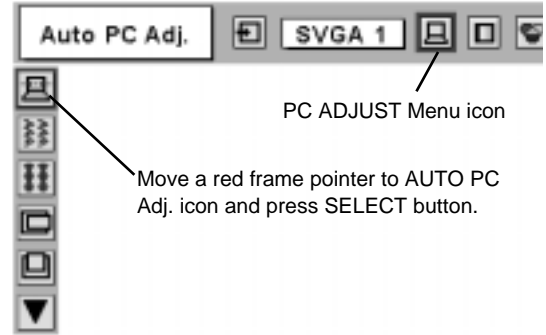 Auto PC Adj.
SVGA 1
PC ADJUST Menu icon
Move a red frame pointer to AUTO PC
Adj. icon and press SELECT button.